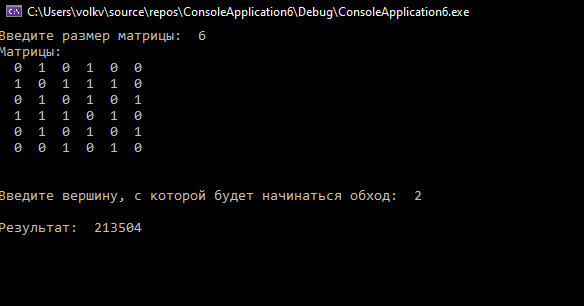 C:\Users\volkv\source\repos\ConsoleApplication6\Debug\ConsoleApplication6.exe
Введите размер матрицы:  6
Матрицы:
0  1  0  1  0  0
1  0  1  1  1  0
0  1  0  1  0  1
1  1  1  0  1  0
0  1  0  1  0  1
0  0  1  0  1  0
Введите вершину, с которой будет начинаться обход:  2
Результат:  213504